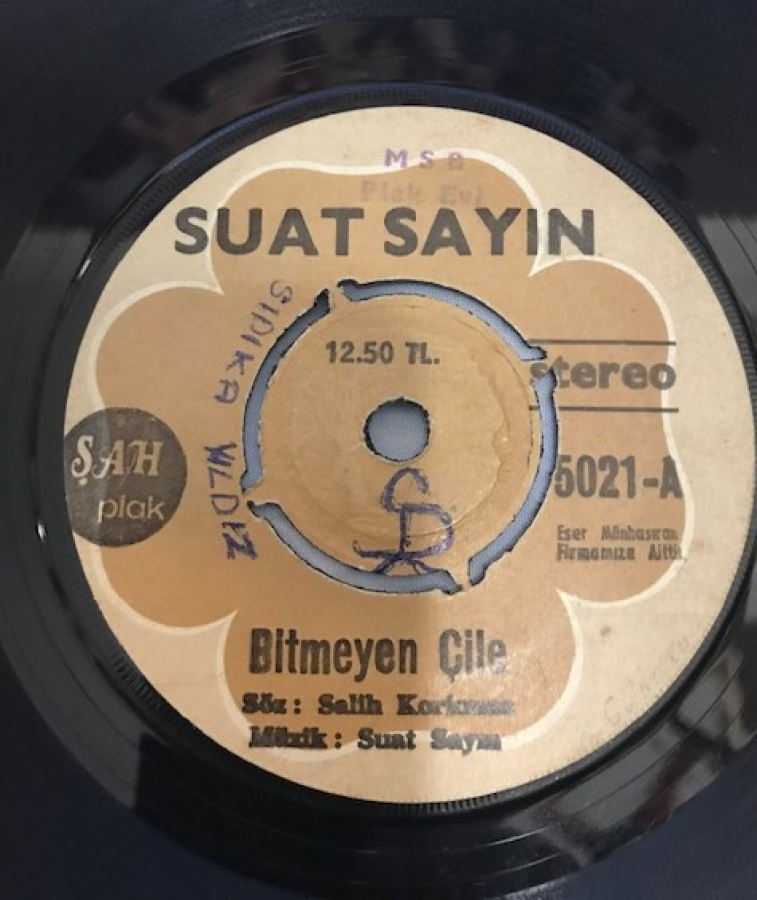 MSB
Plak Evi
SUAT SAYIN
SIDIKA YILDIZ
12.50 TL.
stereo
ŞAH
plak
5021-A
Eser Münhasıran
Firmamıza Aittir.
Bitmeyen Çile
Söz: Salih Korkmaz
Müzik: Suat Sayın